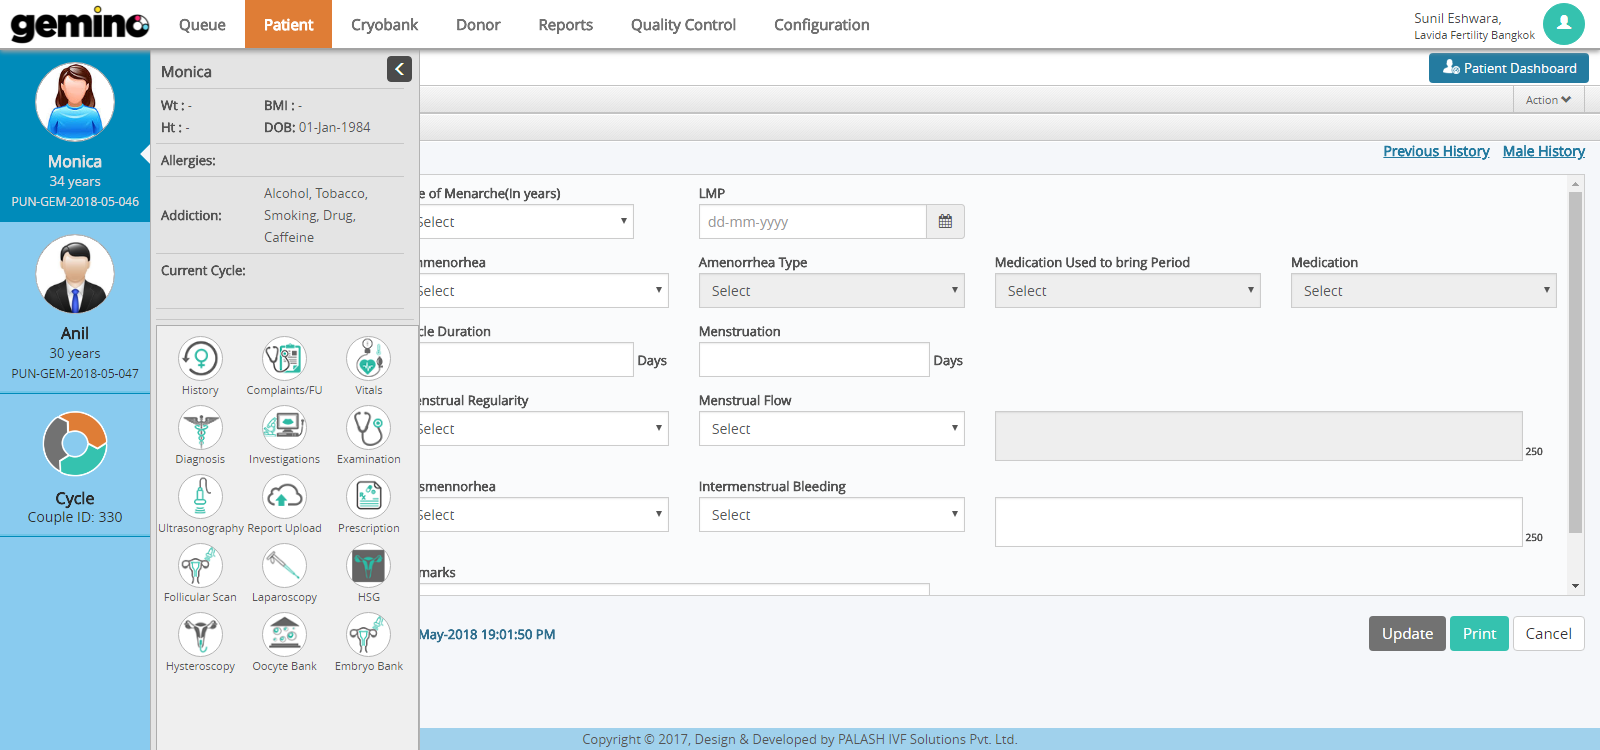 gemino
Queue
Patient
Cryobank
Donor
Reports
Quality Control
Configuration
Sunil Eshwara,
Lavida Fertility Bangkok
Patient Dashboard
Action
Previous History
Male History
Monica
34 years
PUN-GEM-2018-05-046
Anil
30 years
PUN-GEM-2018-05-047
Cycle
Couple ID: 330
Monica
Wt : -
BMI : -
Ht : -
DOB: 01-Jan-1984
Allergies:
Addiction:
Alcohol, Tobacco,
Smoking, Drug,
Caffeine
Current Cycle:
History
Complaints/FU
Vitals
Diagnosis
Investigations
Examination
Ultrasonography
Report Upload
Prescription
Follicular Scan
Laparoscopy
HSG
Hysteroscopy
Oocyte Bank
Embryo Bank
e of Menarche(In years)
LMP
Select
dd-mm-yyyy
menorhea
Amenorrhea Type
Medication Used to bring Period
Medication
Select
Select
Select
Select
cle Duration
Menstruation
Days
Days
nstrual Regularity
Menstrual Flow
Select
Select
250
smennorhea
Intermenstrual Bleeding
Select
Select
250
marks
May-2018 19:01:50 PM
Update
Print
Cancel
Copyright © 2017, Design & Developed by PALASH IVF Solutions Pvt. Ltd.